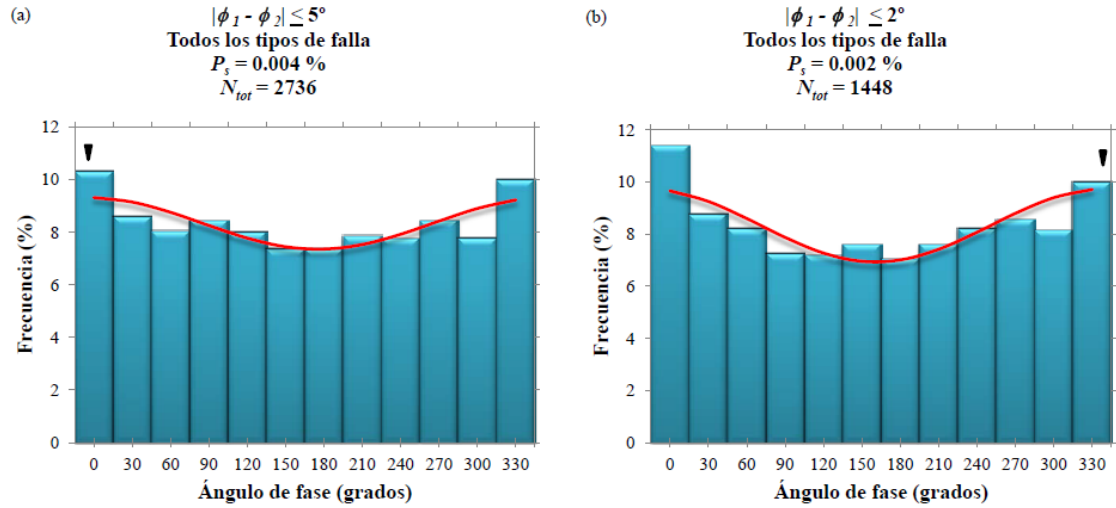 (a)
|ϕ1 - ϕ2| ≤ 5º
Todos los tipos de falla
Ps = 0.004 %
Ntot = 2736
12
10
8
6
4
2
0
Frecuencia (%)
0 30 60 90 120 150 180 210 240 270 300 330
Ángulo de fase (grados)
(b)
|ϕ1 - ϕ2| ≤ 2º
Todos los tipos de falla
Ps = 0.002 %
Ntot = 1448
12
10
8
6
4
2
0
Frecuencia (%)
0 30 60 90 120 150 180 210 240 270 300 330
Ángulo de fase (grados)